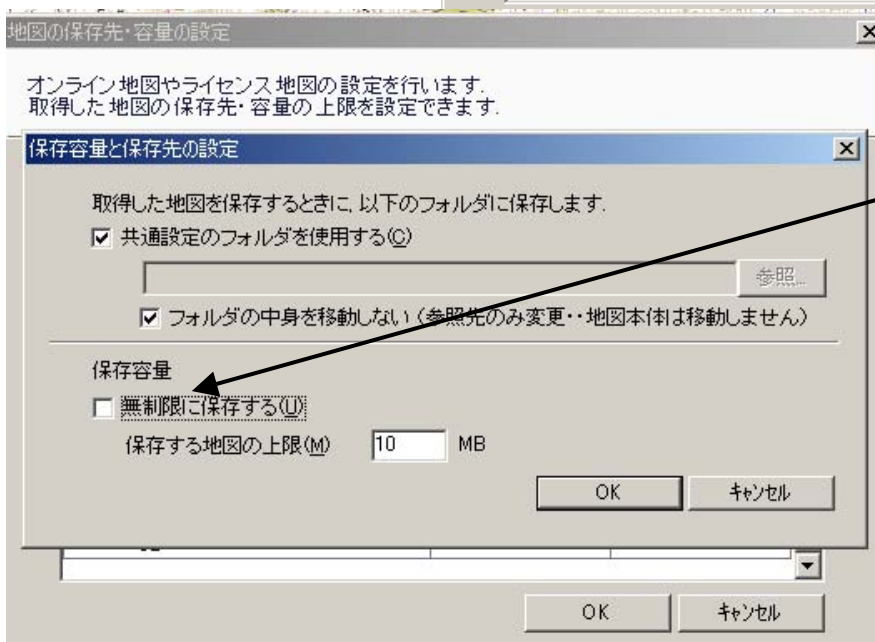 地図の保存先・容量の設定
オンライン地図やライセンス地図の設定を行います.
取得した地図の保存先・容量の上限を設定できます.
保存容量と保存先の設定
取得した地図を保存するときに,以下のフォルダに保存します.
共通設定のフォルダを使用する(C)
参照...
フォルダの中身を移動しない(参照先のみ変更・・地図本体は移動しません)
保存容量
無制限に保存する(U)
保存する地図の上限(M) 10 MB
OK キャンセル
OK キャンセル